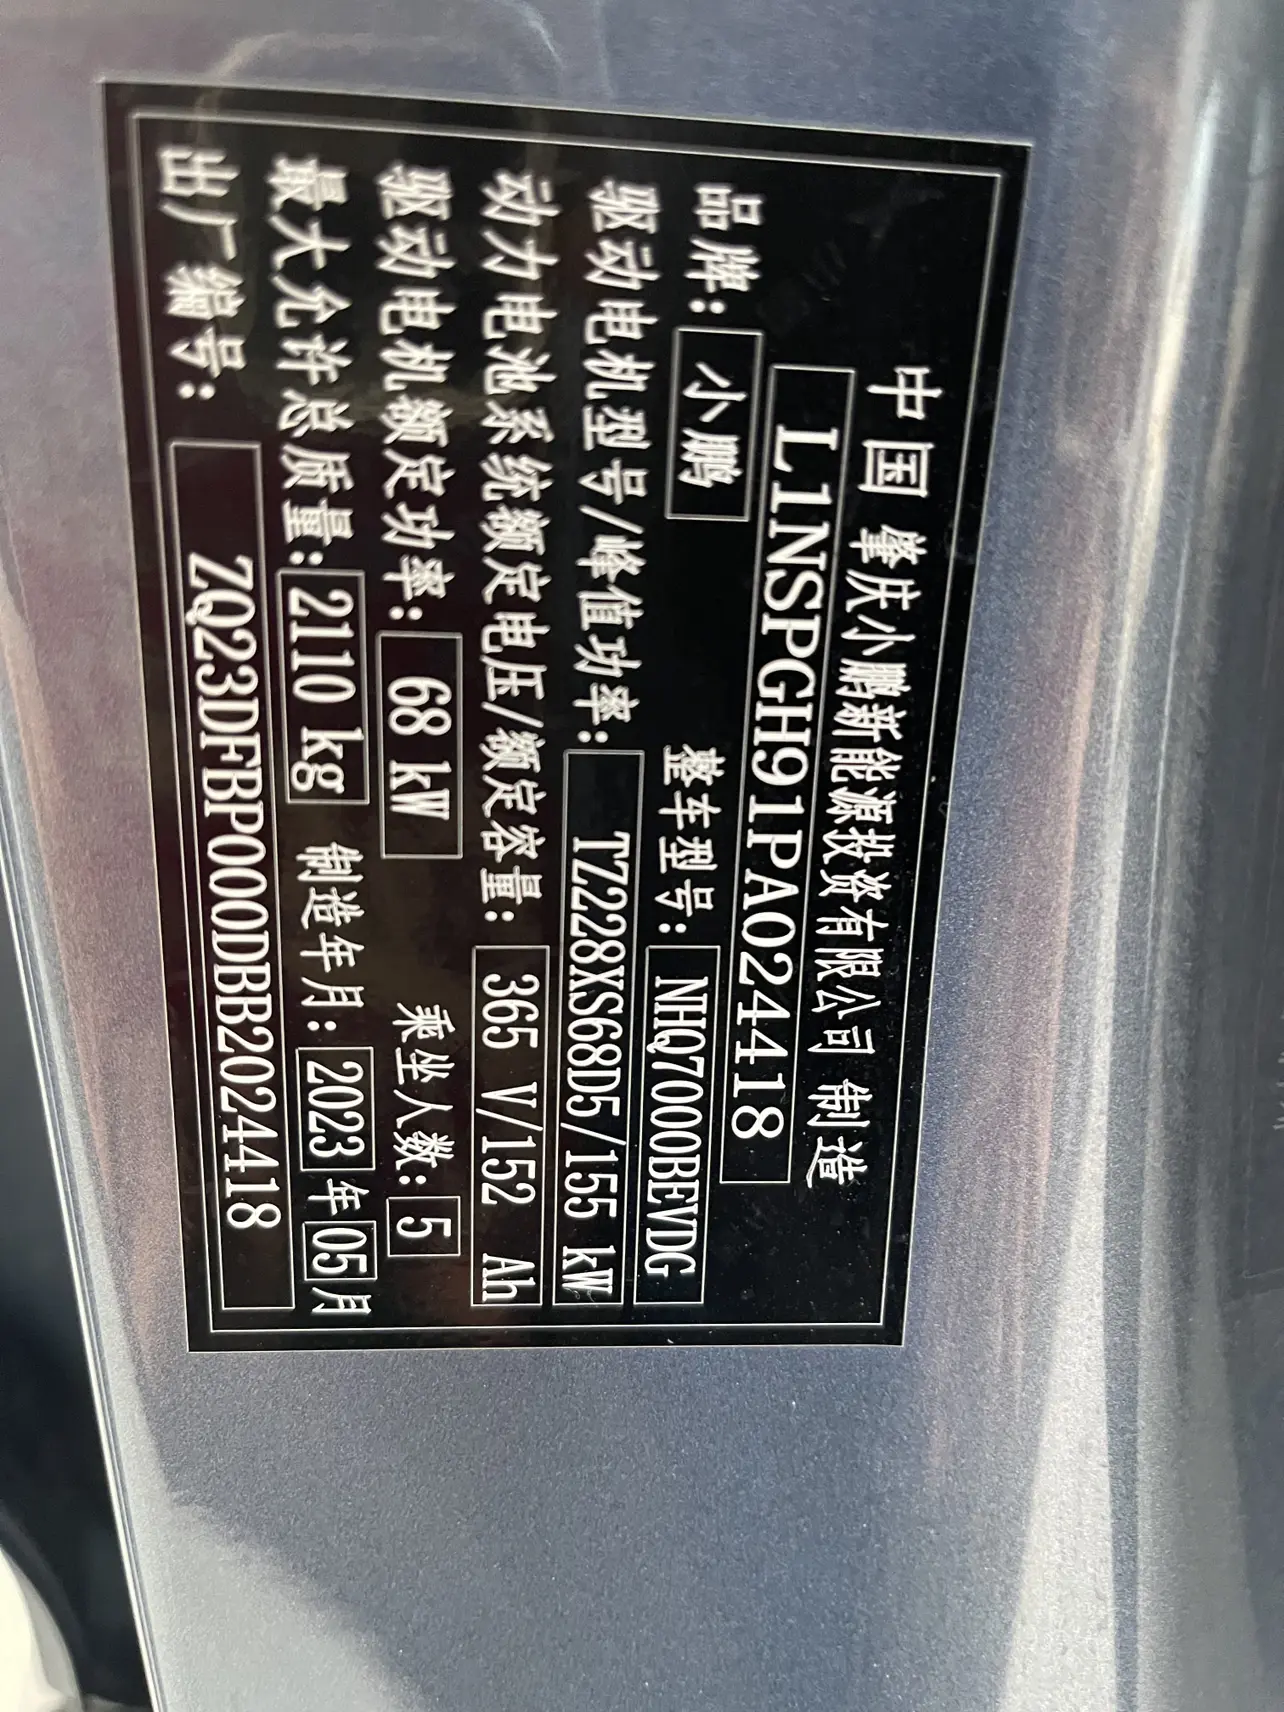 中国 肇庆小鹏新能源投资有限公司 制造
L1NSPGH91PA024418
品牌: 小鹏 整车型号: NHQ7000BEVDG
驱动电机型号/峰值功率: TZ228XS68D5/155 kW
动力电池系统额定电压/额定容量: 365 V/152 Ah
驱动电机额定功率: 68 kW 乘坐人数: 5
最大允许总质量: 2110 kg 制造年月: 2023 年 05 月
出厂编号: ZQ23DFBP000DBB2024418